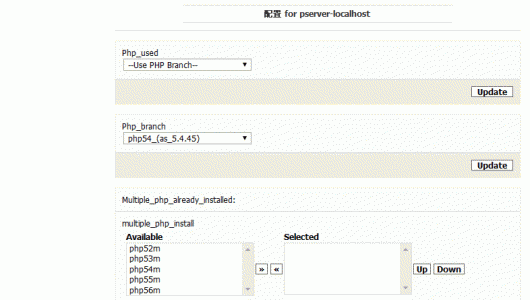 配置 for pserver-localhost
Php_used
--Use PHP Branch--
Update
Php_branch
php54_(as_5.4.45)
Update
Multiple_php_already_installed:
multiple_php_install
Available Selected
php52m
php53m
php54m
php55m
php56m
» « Up Down